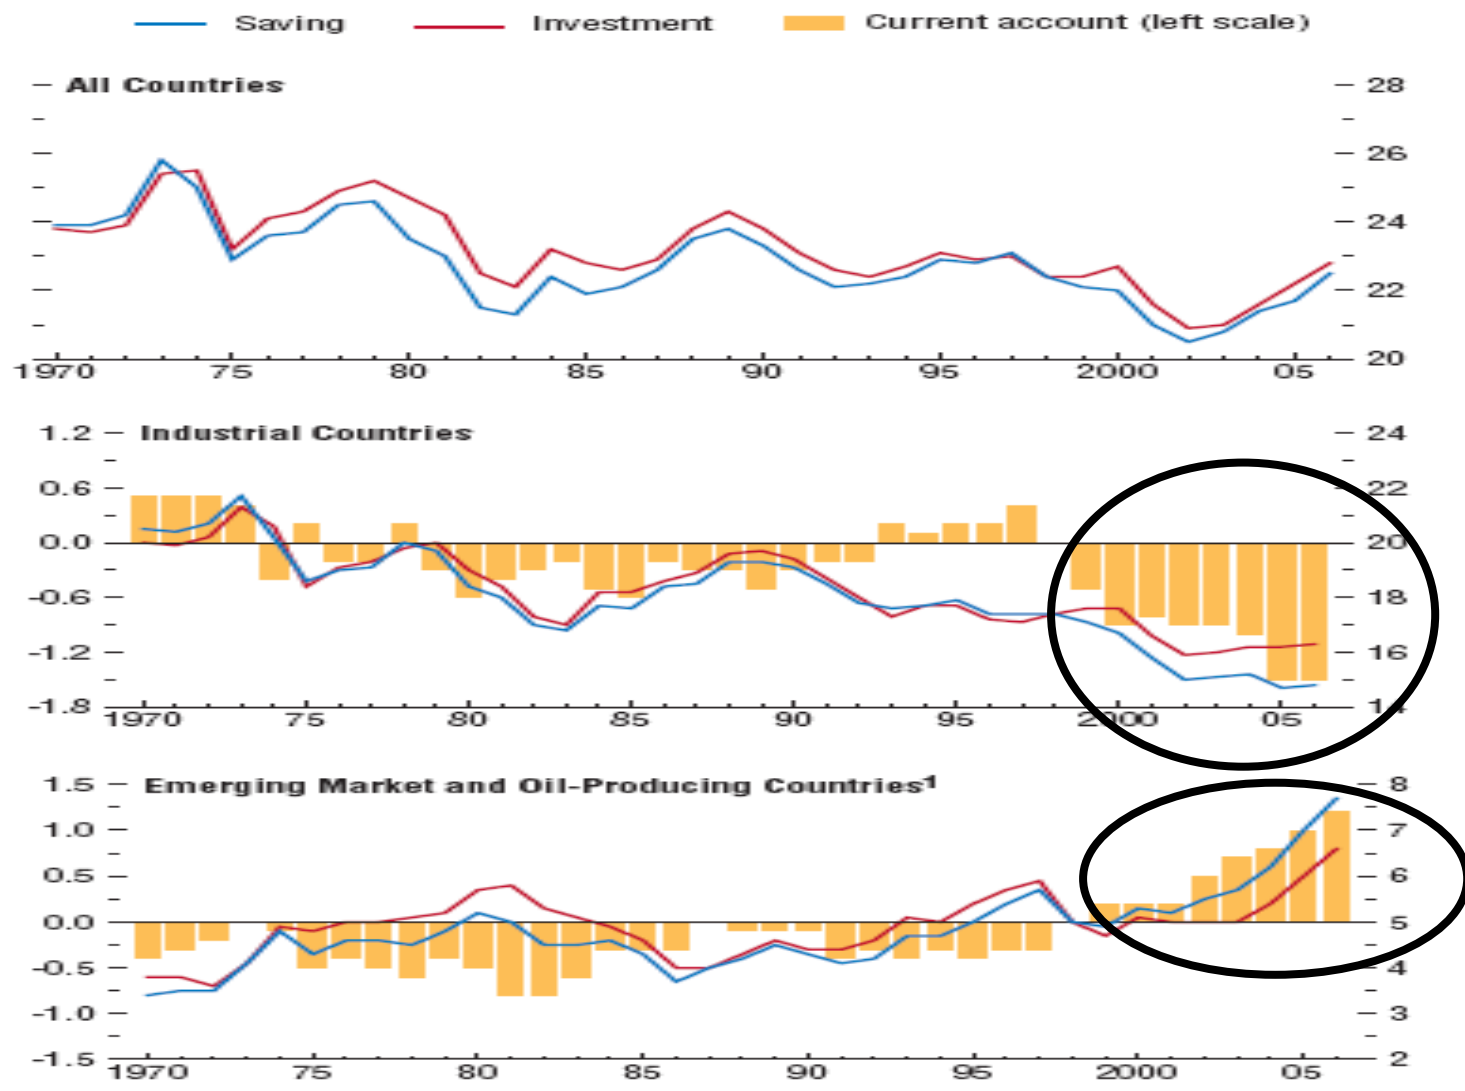 Saving Investment Current account (left scale)
All Countries
28
26
24
22
20
1970 75 80 85 90 95 2000 05
Industrial Countries
1.2 24
0.6 22
0.0 20
-0.6 18
-1.2 16
-1.8 14
1970 75 80 85 90 95 2000 05
Emerging Market and Oil-Producing Countries¹
1.5 8
1.0 7
0.5 6
0.0 5
-0.5 4
-1.0 3
-1.5 2
1970 75 80 85 90 95 2000 05